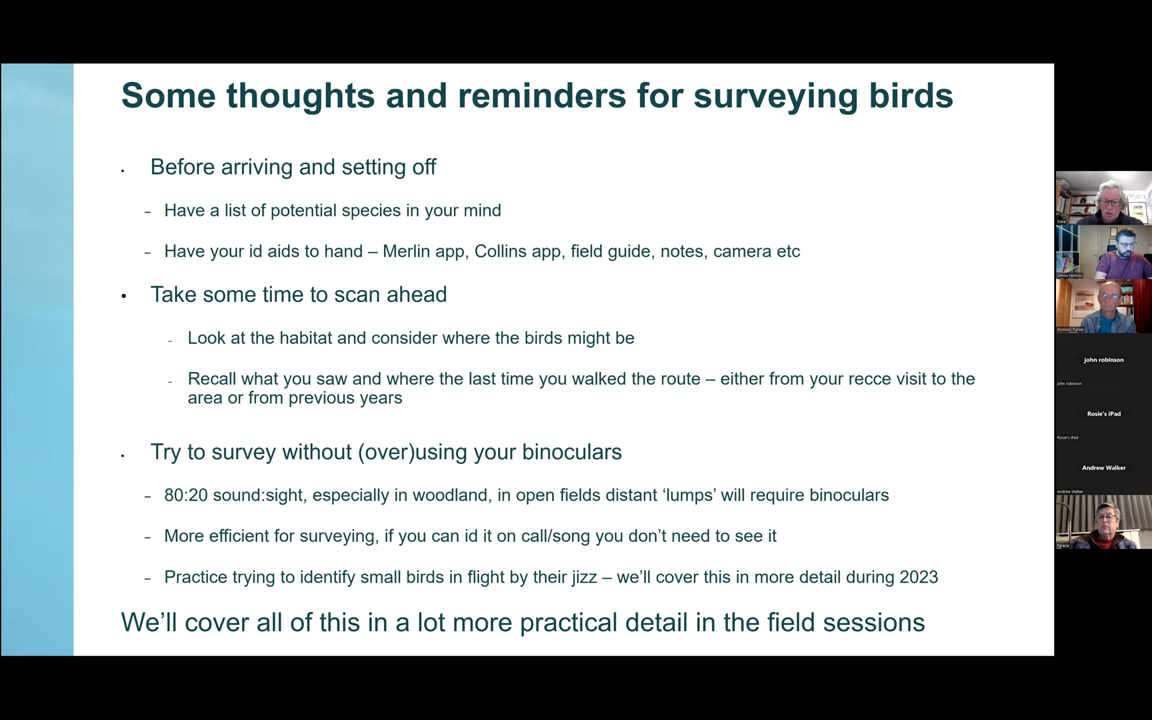 Some thoughts and reminders for surveying birds
• Before arriving and setting off
– Have a list of potential species in your mind
– Have your id aids to hand – Merlin app, Collins app, field guide, notes, camera etc
• Take some time to scan ahead
- Look at the habitat and consider where the birds might be
- Recall what you saw and where the last time you walked the route – either from your recce visit to the
area or from previous years
• Try to survey without (over)using your binoculars
– 80:20 sound:sight, especially in woodland, in open fields distant ‘lumps’ will require binoculars
– More efficient for surveying, if you can id it on call/song you don’t need to see it
– Practice trying to identify small birds in flight by their jizz – we’ll cover this in more detail during 2023
We’ll cover all of this in a lot more practical detail in the field sessions
john robinson
john robinson
Rosie's iPad
Rosie's iPad
Andrew Walker
Andrew Walker